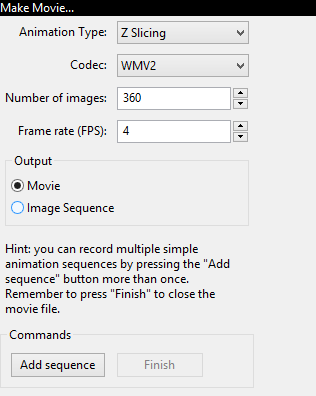 Make Movie...
Animation Type: Z Slicing
Codec: WMV2
Number of images: 360
Frame rate (FPS): 4
Output
Movie
Image Sequence
Hint: you can record multiple simple
animation sequences by pressing the "Add
sequence" button more than once.
Remember to press "Finish" to close the
movie file.
Commands
Add sequence Finish